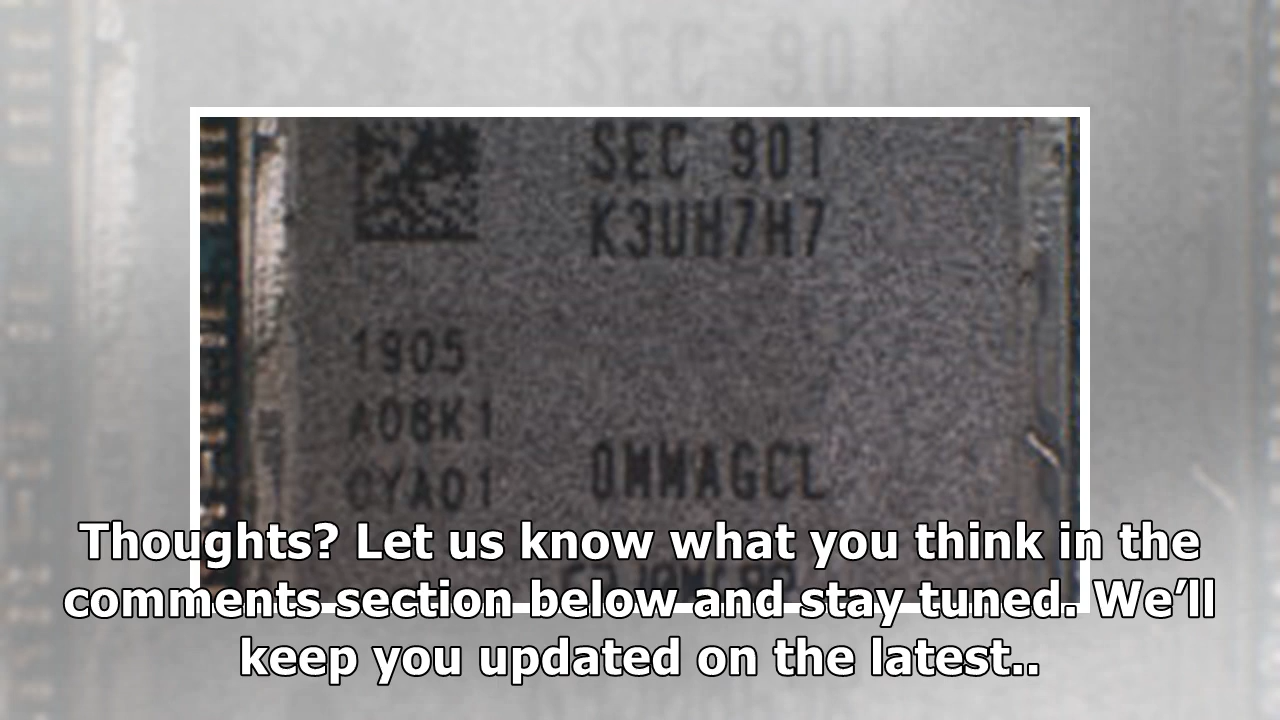 SEC 901
K3UH7H7
1905
A08K1
CYA01
0MMAGCL
Thoughts? Let us know what you think in the
comments section below and stay tuned. We’ll
keep you updated on the latest..